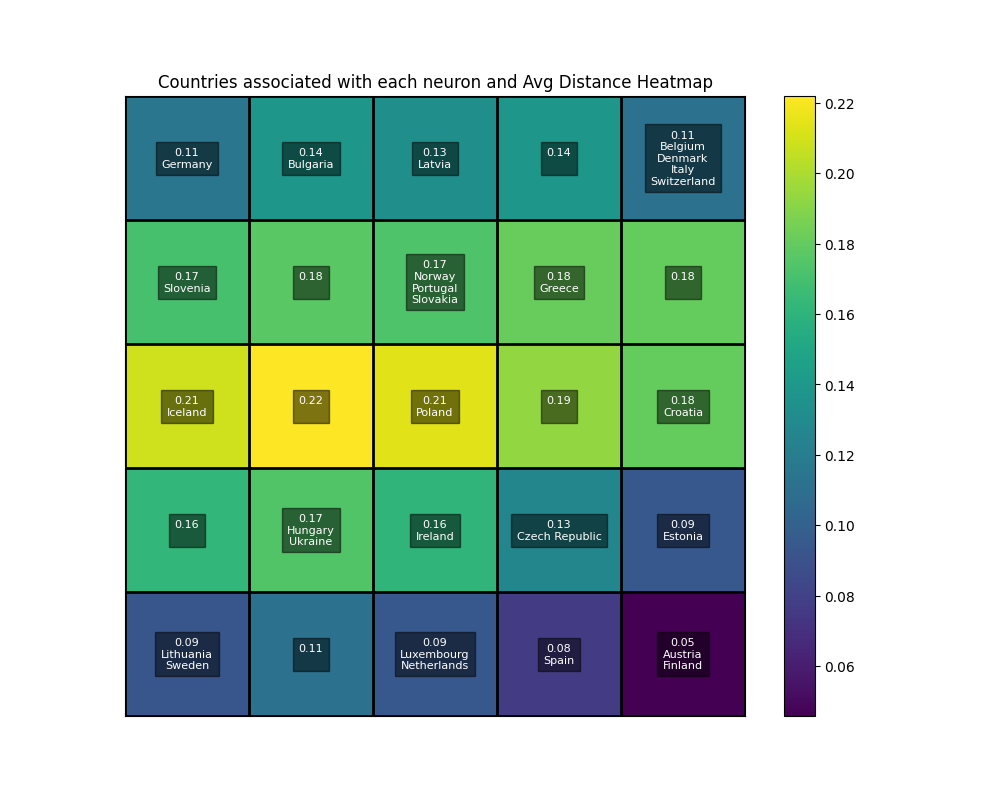 Countries associated with each neuron and Avg Distance Heatmap
0.11
Germany
0.14
Bulgaria
0.13
Latvia
0.14
0.11
Belgium
Denmark
Italy
Switzerland
0.17
Slovenia
0.18
0.17
Norway
Portugal
Slovakia
0.18
Greece
0.18
0.21
Iceland
0.22
0.21
Poland
0.19
0.18
Croatia
0.16
0.17
Hungary
Ukraine
0.16
Ireland
0.13
Czech Republic
0.09
Estonia
0.09
Lithuania
Sweden
0.11
0.09
Luxembourg
Netherlands
0.08
Spain
0.05
Austria
Finland
0.22
0.20
0.18
0.16
0.14
0.12
0.10
0.08
0.06